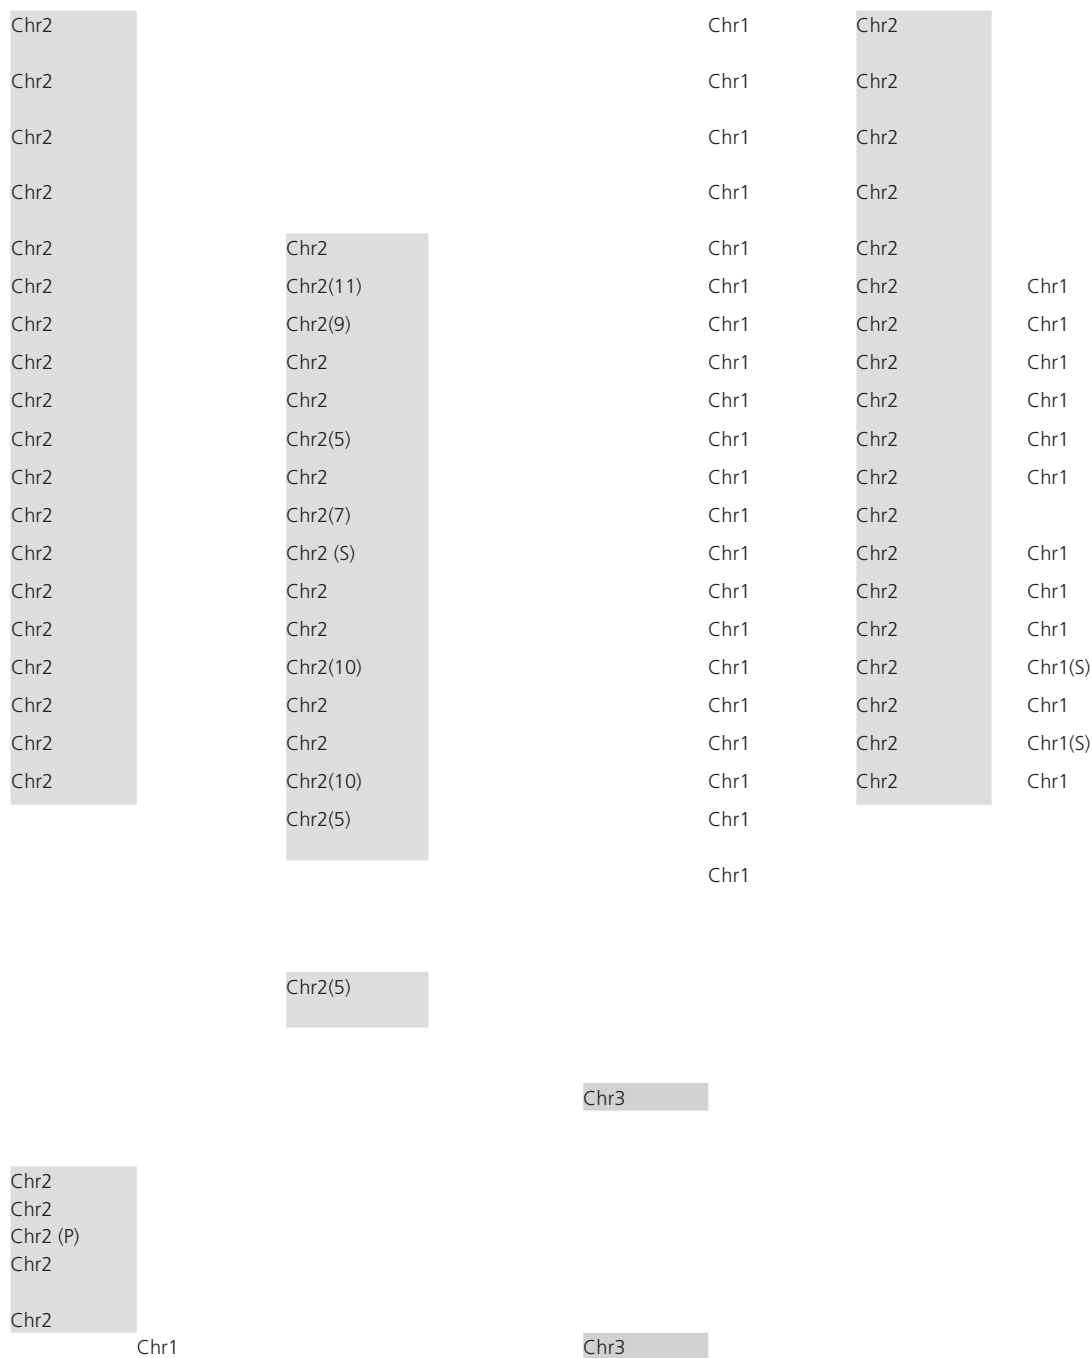 Chr2 Chr1 Chr2
Chr2 Chr1 Chr2
Chr2 Chr1 Chr2
Chr2 Chr1 Chr2
Chr2 Chr2 Chr1 Chr2
Chr2 Chr2(11) Chr1 Chr2 Chr1
Chr2 Chr2(9) Chr1 Chr2 Chr1
Chr2 Chr2 Chr1 Chr2 Chr1
Chr2 Chr2 Chr1 Chr2 Chr1
Chr2 Chr2(5) Chr1 Chr2 Chr1
Chr2 Chr2 Chr1 Chr2 Chr1
Chr2 Chr2(7) Chr1 Chr2
Chr2 Chr2 (S) Chr1 Chr2 Chr1
Chr2 Chr2 Chr1 Chr2 Chr1
Chr2 Chr2 Chr1 Chr2 Chr1
Chr2 Chr2(10) Chr1 Chr2 Chr1(S)
Chr2 Chr2 Chr1 Chr2 Chr1
Chr2 Chr2 Chr1 Chr2 Chr1(S)
Chr2 Chr2(10) Chr1 Chr2 Chr1
Chr2(5) Chr1
Chr1
Chr2(5)
Chr3
Chr2
Chr2
Chr2 (P)
Chr2
Chr2
Chr1 Chr3